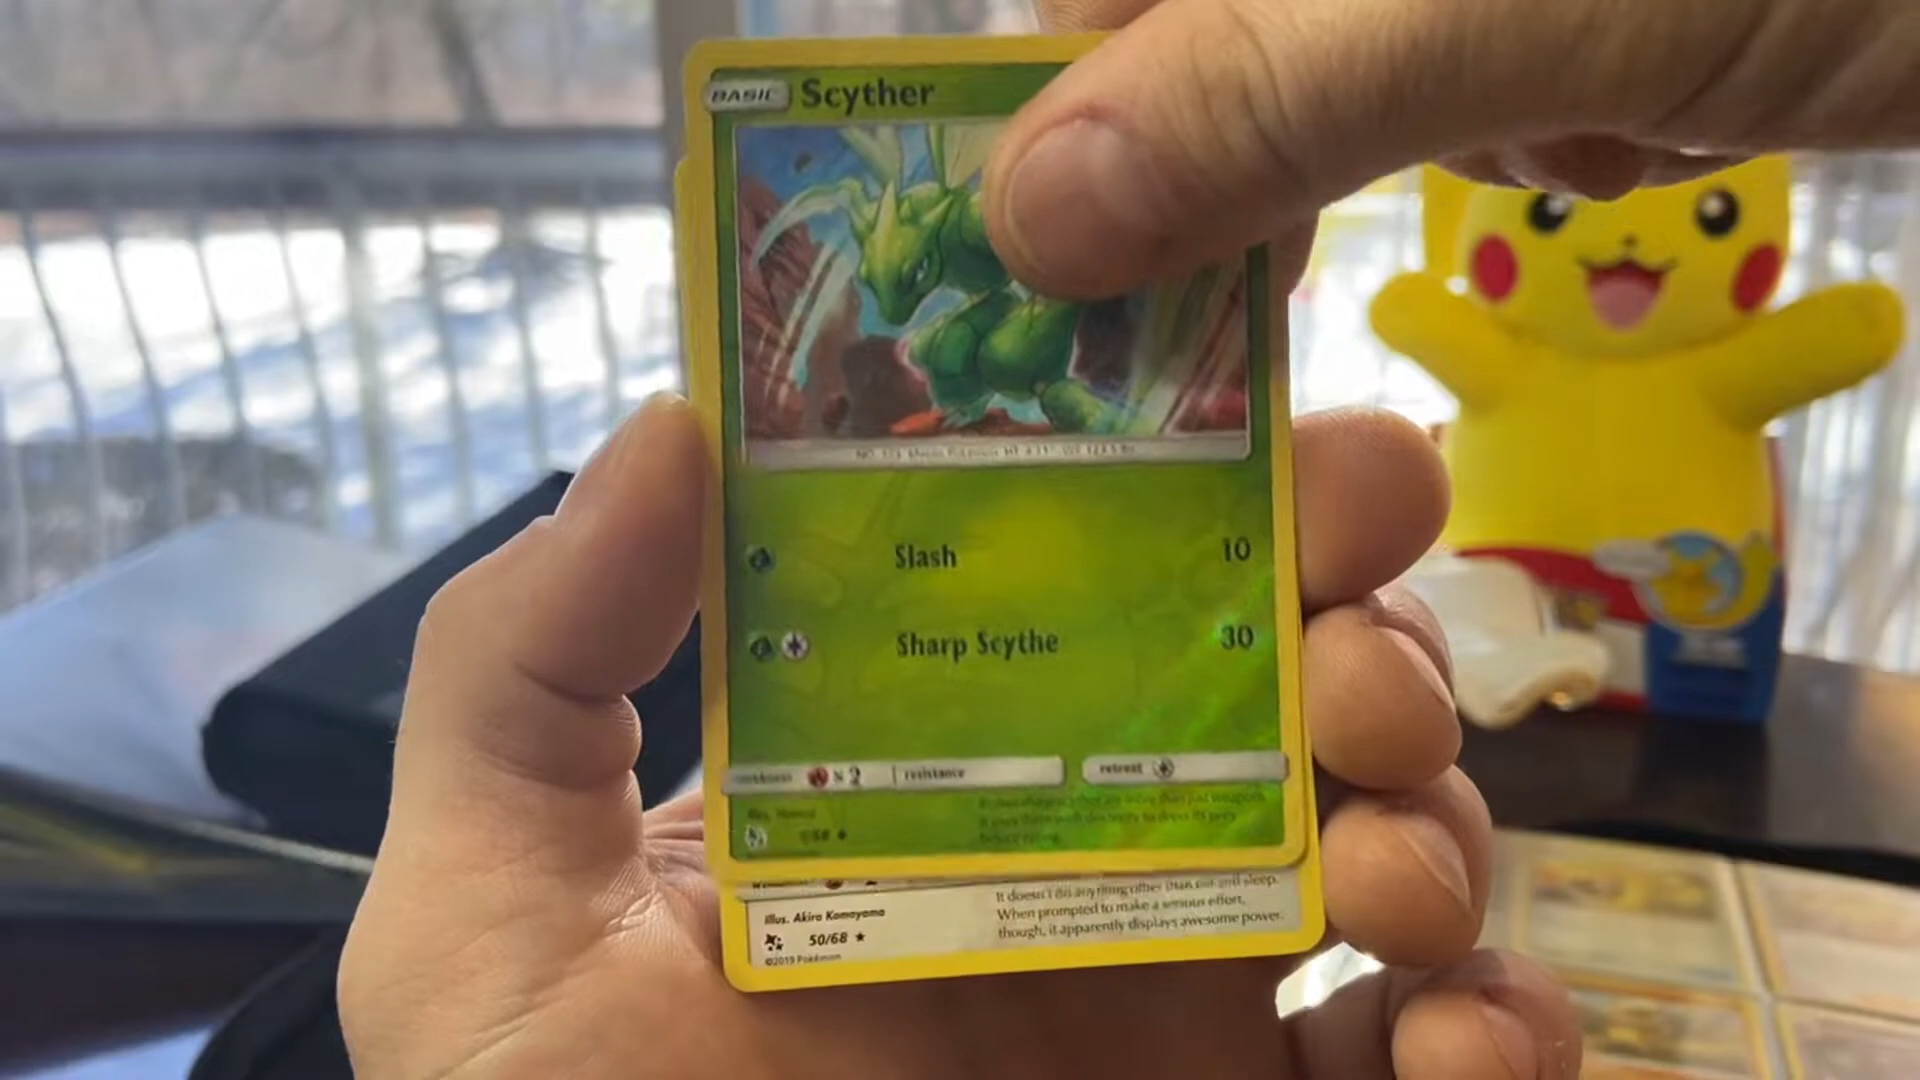 BASIC Scyther
Slash 10
Sharp Scythe 30
x 2 resistance
retreat
It doesn't do anything other than eat and sleep.
When prompted to make a serious effort,
though, it apparently displays awesome power.
Illus. Akira Komayama
50/68 ★
©2019 Pokémon